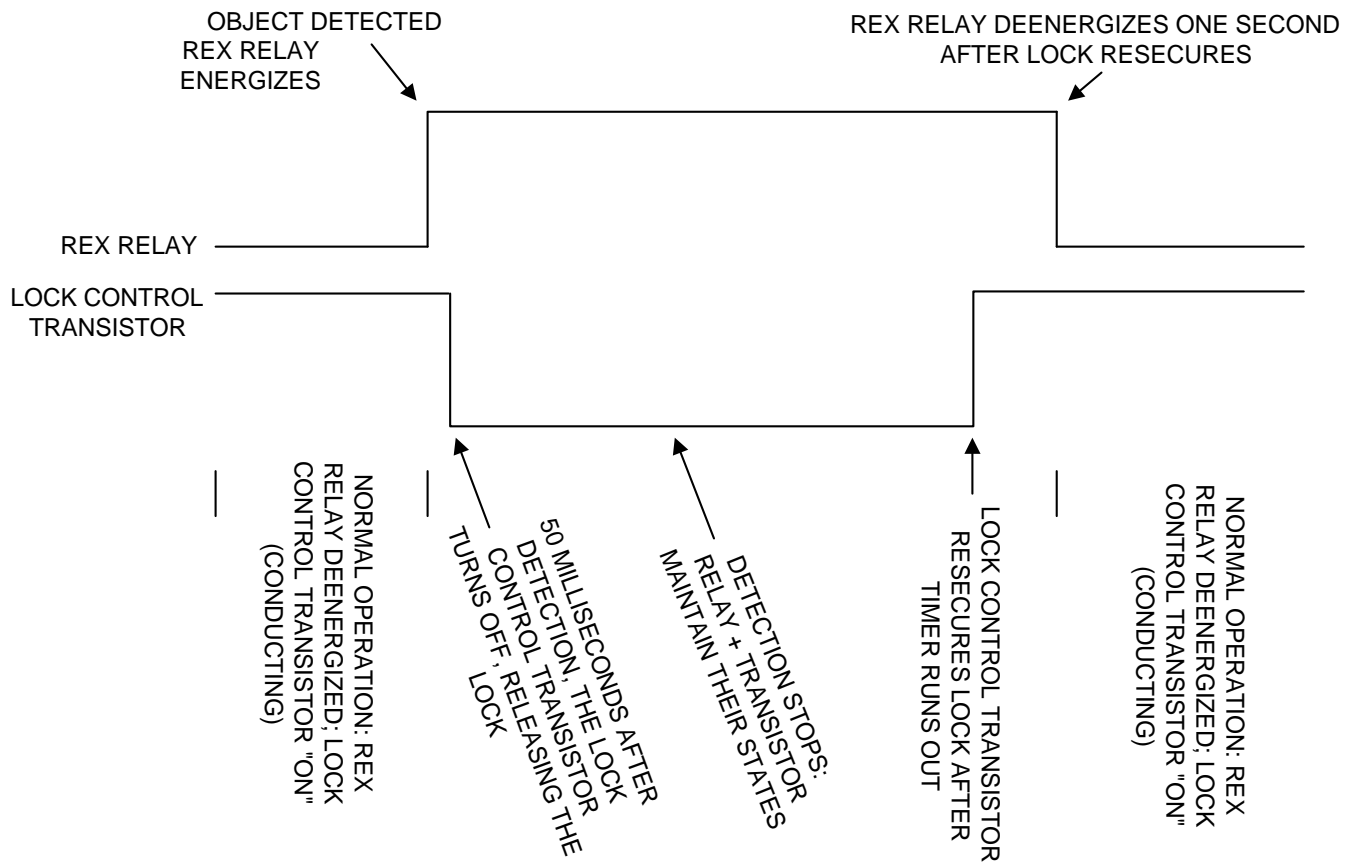 OBJECT DETECTED
REX RELAY
ENERGIZES
REX RELAY DEENERGIZES ONE SECOND
AFTER LOCK RESECURES
REX RELAY
LOCK CONTROL
TRANSISTOR
NORMAL OPERATION: REX
RELAY DEENERGIZED; LOCK
CONTROL TRANSISTOR "ON"
(CONDUCTING)
50 MILLISECONDS AFTER
DETECTION, THE LOCK
CONTROL TRANSISTOR
TURNS OFF, RELEASING THE
LOCK
DETECTION STOPS:
RELAY + TRANSISTOR
MAINTAIN THEIR STATES
LOCK CONTROL TRANSISTOR
RESECURES LOCK AFTER
TIMER RUNS OUT
NORMAL OPERATION: REX
RELAY DEENERGIZED; LOCK
CONTROL TRANSISTOR "ON"
(CONDUCTING)